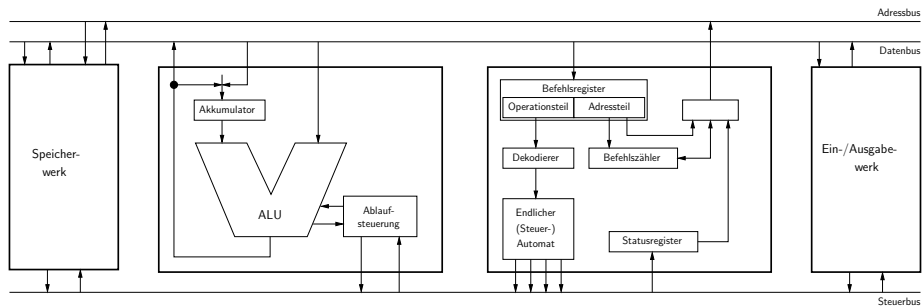 Adressbus
Datenbus
Speicher-
werk
Akkumulator
ALU
Ablauf-
steuerung
Befehlsregister
Operationsteil
Adressteil
Dekodierer
Befehlszähler
Endlicher
(Steuer-)
Automat
Statusregister
Ein-/Ausgabe-
werk
Steuerbus